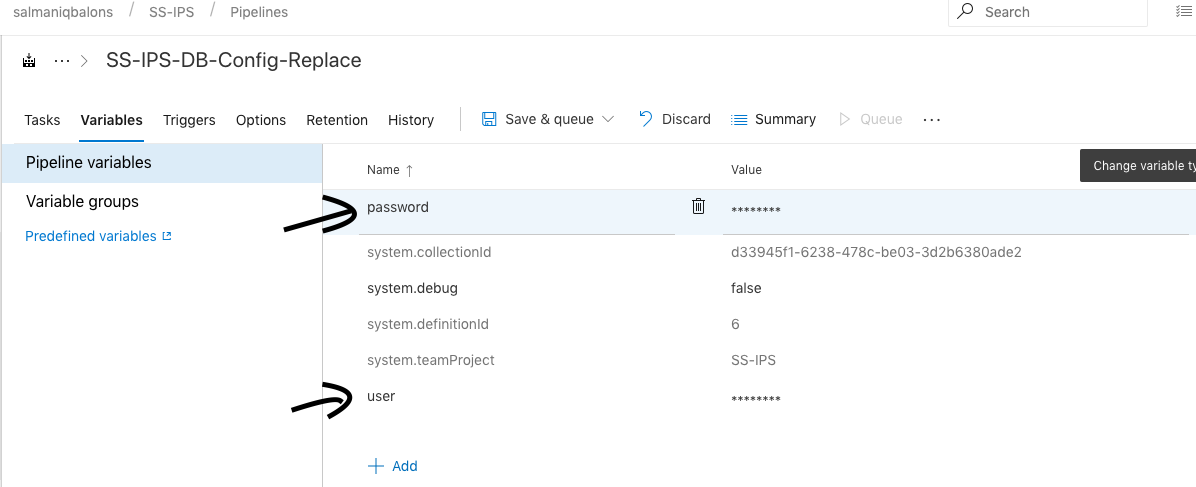 salmaniqbalons / SS-IPS / Pipelines Search
... > SS-IPS-DB-Config-Replace
Tasks Variables Triggers Options Retention History Save & queue Discard Summary Queue ...
Pipeline variables
Variable groups
Predefined variables
Name ↑ Value
Change variable ty
password ********
system.collectionId d33945f1-6238-478c-be03-3d2b6380ade2
system.debug false
system.definitionId 6
system.teamProject SS-IPS
user ********
+ Add